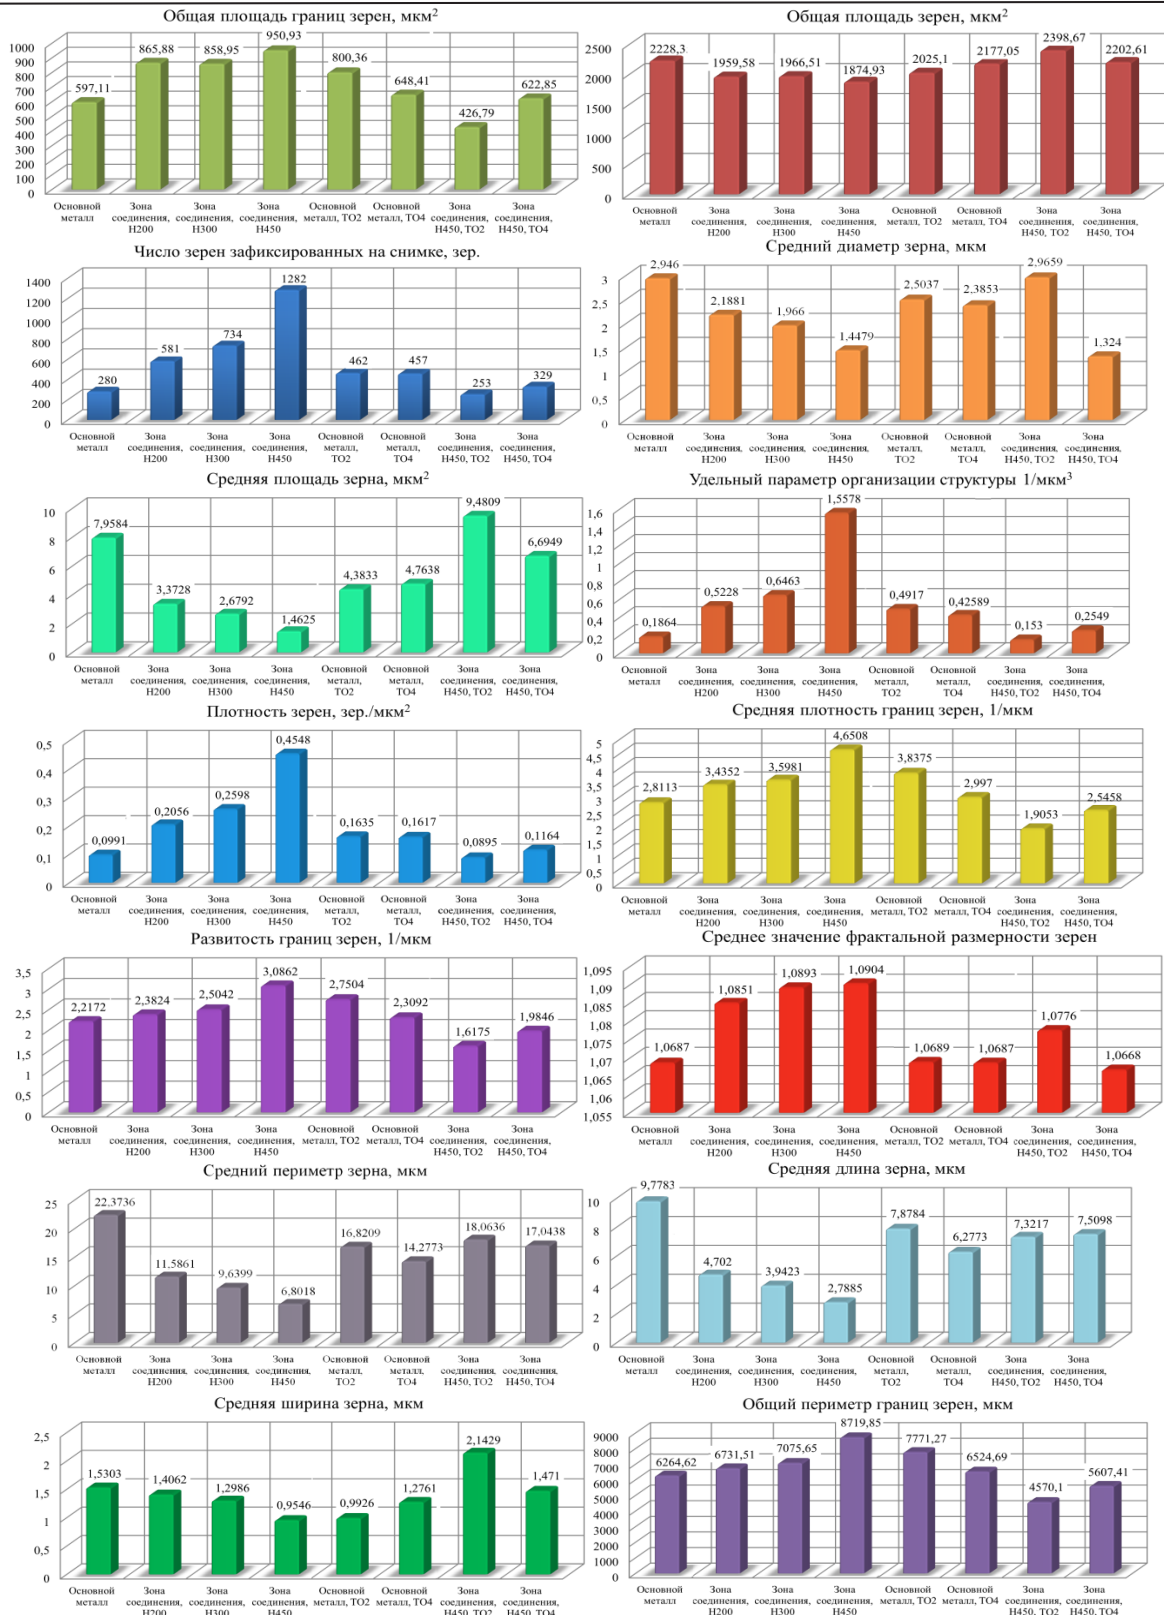 Общая площадь границ зерен, мкм²
1000
900
800
700
600
500
400
300
200
100
0
597,11
865,88
858,95
950,93
800,36
648,41
426,79
622,85
Основной металл
Зона соединения, Н200
Зона соединения, Н300
Зона соединения, Н450
Основной металл, ТО2
Основной металл, ТО4
Зона соединения, Н450, ТО2
Зона соединения, Н450, ТО4
Общая площадь зерен, мкм²
2500
2000
1500
1000
500
0
2228,3
1959,58
1966,51
1874,93
2025,1
2177,05
2398,67
2202,61
Основной металл
Зона соединения, Н200
Зона соединения, Н300
Зона соединения, Н450
Основной металл, ТО2
Основной металл, ТО4
Зона соединения, Н450, ТО2
Зона соединения, Н450, ТО4
Число зерен зафиксированных на снимке, зер.
1400
1200
1000
800
600
400
200
0
280
581
734
1282
462
457
253
329
Основной металл
Зона соединения, Н200
Зона соединения, Н300
Зона соединения, Н450
Основной металл, ТО2
Основной металл, ТО4
Зона соединения, Н450, ТО2
Зона соединения, Н450, ТО4
Средний диаметр зерна, мкм
3
2,5
2
1,5
1
0,5
0
2,946
2,1881
1,966
1,4479
2,5037
2,3853
2,9659
1,324
Основной металл
Зона соединения, Н200
Зона соединения, Н300
Зона соединения, Н450
Основной металл, ТО2
Основной металл, ТО4
Зона соединения, Н450, ТО2
Зона соединения, Н450, ТО4
Средняя площадь зерна, мкм²
10
8
6
4
2
0
7,9584
3,3728
2,6792
1,4625
4,3833
4,7638
9,4809
6,6949
Основной металл
Зона соединения, Н200
Зона соединения, Н300
Зона соединения, Н450
Основной металл, ТО2
Основной металл, ТО4
Зона соединения, Н450, ТО2
Зона соединения, Н450, ТО4
Удельный параметр организации структуры 1/мкм³
1,6
1,4
1,2
1
0,8
0,6
0,4
0,2
0
0,1864
0,5228
0,6463
1,5578
0,4917
0,42589
0,153
0,2549
Основной металл
Зона соединения, Н200
Зона соединения, Н300
Зона соединения, Н450
Основной металл, ТО2
Основной металл, ТО4
Зона соединения, Н450, ТО2
Зона соединения, Н450, ТО4
Плотность зерен, зер./мкм²
0,5
0,4
0,3
0,2
0,1
0
0,0991
0,2056
0,2598
0,4548
0,1635
0,1617
0,0895
0,1164
Основной металл
Зона соединения, Н200
Зона соединения, Н300
Зона соединения, Н450
Основной металл, ТО2
Основной металл, ТО4
Зона соединения, Н450, ТО2
Зона соединения, Н450, ТО4
Средняя плотность границ зерен, 1/мкм
5
4,5
4
3,5
3
2,5
2
1,5
1
0,5
0
2,8113
3,4352
3,5981
4,6508
3,8375
2,997
1,9053
2,5458
Основной металл
Зона соединения, Н200
Зона соединения, Н300
Зона соединения, Н450
Основной металл, ТО2
Основной металл, ТО4
Зона соединения, Н450, ТО2
Зона соединения, Н450, ТО4
Развитость границ зерен, 1/мкм
3,5
3
2,5
2
1,5
1
0,5
0
2,2172
2,3824
2,5042
3,0862
2,7504
2,3092
1,6175
1,9846
Основной металл
Зона соединения, Н200
Зона соединения, Н300
Зона соединения, Н450
Основной металл, ТО2
Основной металл, ТО4
Зона соединения, Н450, ТО2
Зона соединения, Н450, ТО4
Среднее значение фрактальной размерности зерен
1,095
1,09
1,085
1,08
1,075
1,07
1,065
1,06
1,055
1,0687
1,0851
1,0893
1,0904
1,0689
1,0687
1,0776
1,0668
Основной металл
Зона соединения, Н200
Зона соединения, Н300
Зона соединения, Н450
Основной металл, ТО2
Основной металл, ТО4
Зона соединения, Н450, ТО2
Зона соединения, Н450, ТО4
Средний периметр зерна, мкм
25
20
15
10
5
0
22,3736
11,5861
9,6399
6,8018
16,8209
14,2773
18,0636
17,0438
Основной металл
Зона соединения, Н200
Зона соединения, Н300
Зона соединения, Н450
Основной металл, ТО2
Основной металл, ТО4
Зона соединения, Н450, ТО2
Зона соединения, Н450, ТО4
Средняя длина зерна, мкм
10
8
6
4
2
0
9,7783
4,702
3,9423
2,7885
7,8784
6,2773
7,3217
7,5098
Основной металл
Зона соединения, Н200
Зона соединения, Н300
Зона соединения, Н450
Основной металл, ТО2
Основной металл, ТО4
Зона соединения, Н450, ТО2
Зона соединения, Н450, ТО4
Средняя ширина зерна, мкм
2,5
2
1,5
1
0,5
0
1,5303
1,4062
1,2986
0,9546
0,9926
1,2761
2,1429
1,471
Основной металл
Зона соединения, Н200
Зона соединения, Н300
Зона соединения, Н450
Основной металл, ТО2
Основной металл, ТО4
Зона соединения, Н450, ТО2
Зона соединения, Н450, ТО4
Общий периметр границ зерен, мкм
9000
8000
7000
6000
5000
4000
3000
2000
1000
0
6264,62
6731,51
7075,65
8719,85
7771,27
6524,69
4570,1
5607,41
Основной металл
Зона соединения, Н200
Зона соединения, Н300
Зона соединения, Н450
Основной металл, ТО2
Основной металл, ТО4
Зона соединения, Н450, ТО2
Зона соединения, Н450, ТО4